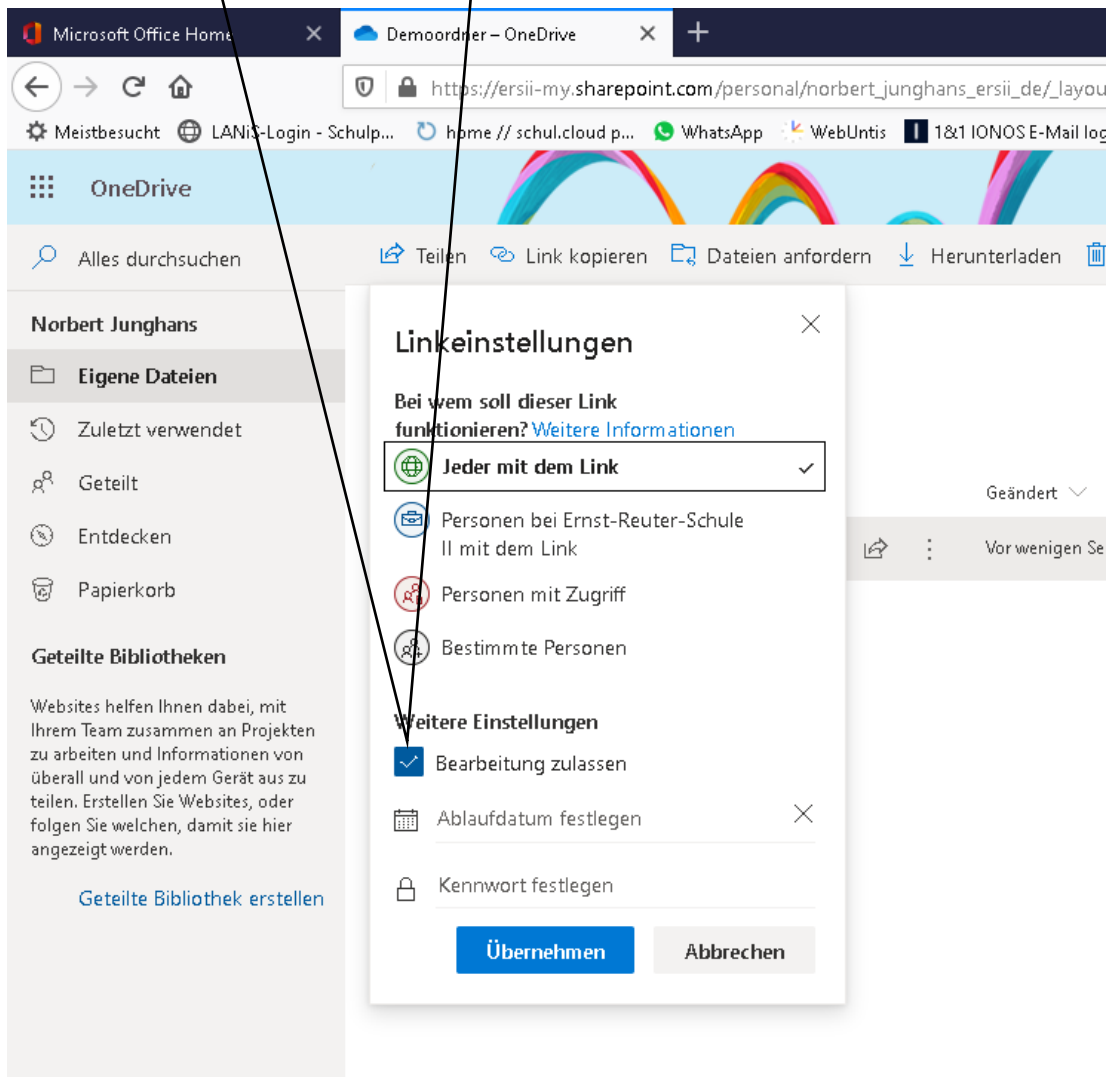 Microsoft Office Home
Demoordner – OneDrive
https://ersii-my.sharepoint.com/personal/norbert_junghans_ersii_de/_layou
Meistbesucht LANiS-Login - Schulp... home // schul.cloud p... WhatsApp WebUntis 1&1 IONOS E-Mail log
OneDrive
Alles durchsuchen
Teilen Link kopieren Dateien anfordern Herunterladen
Norbert Junghans
Eigene Dateien
Zuletzt verwendet
Geteilt
Entdecken
Papierkorb
Geteilte Bibliotheken
Websites helfen Ihnen dabei, mit
Ihrem Team zusammen an Projekten
zu arbeiten und Informationen von
überall und von jedem Gerät aus zu
teilen. Erstellen Sie Websites, oder
folgen Sie welchen, damit sie hier
angezeigt werden.
Geteilte Bibliothek erstellen
Linkeinstellungen
Bei wem soll dieser Link
funktionieren? Weitere Informationen
Jeder mit dem Link
Personen bei Ernst-Reuter-Schule
II mit dem Link
Personen mit Zugriff
Bestimmte Personen
Weitere Einstellungen
Bearbeitung zulassen
Ablaufdatum festlegen
Kennwort festlegen
Übernehmen
Abbrechen
Geändert
Vor wenigen Se